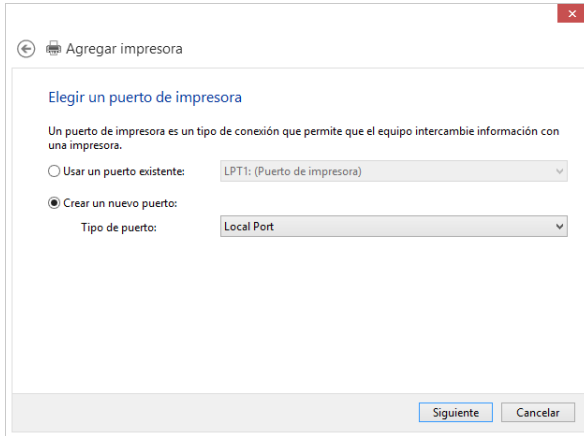 Agregar impresora
Elegir un puerto de impresora
Un puerto de impresora es un tipo de conexión que permite que el equipo intercambie información con
una impresora.
Usar un puerto existente: LPT1: (Puerto de impresora)
Crear un nuevo puerto:
Tipo de puerto: Local Port
Siguiente Cancelar